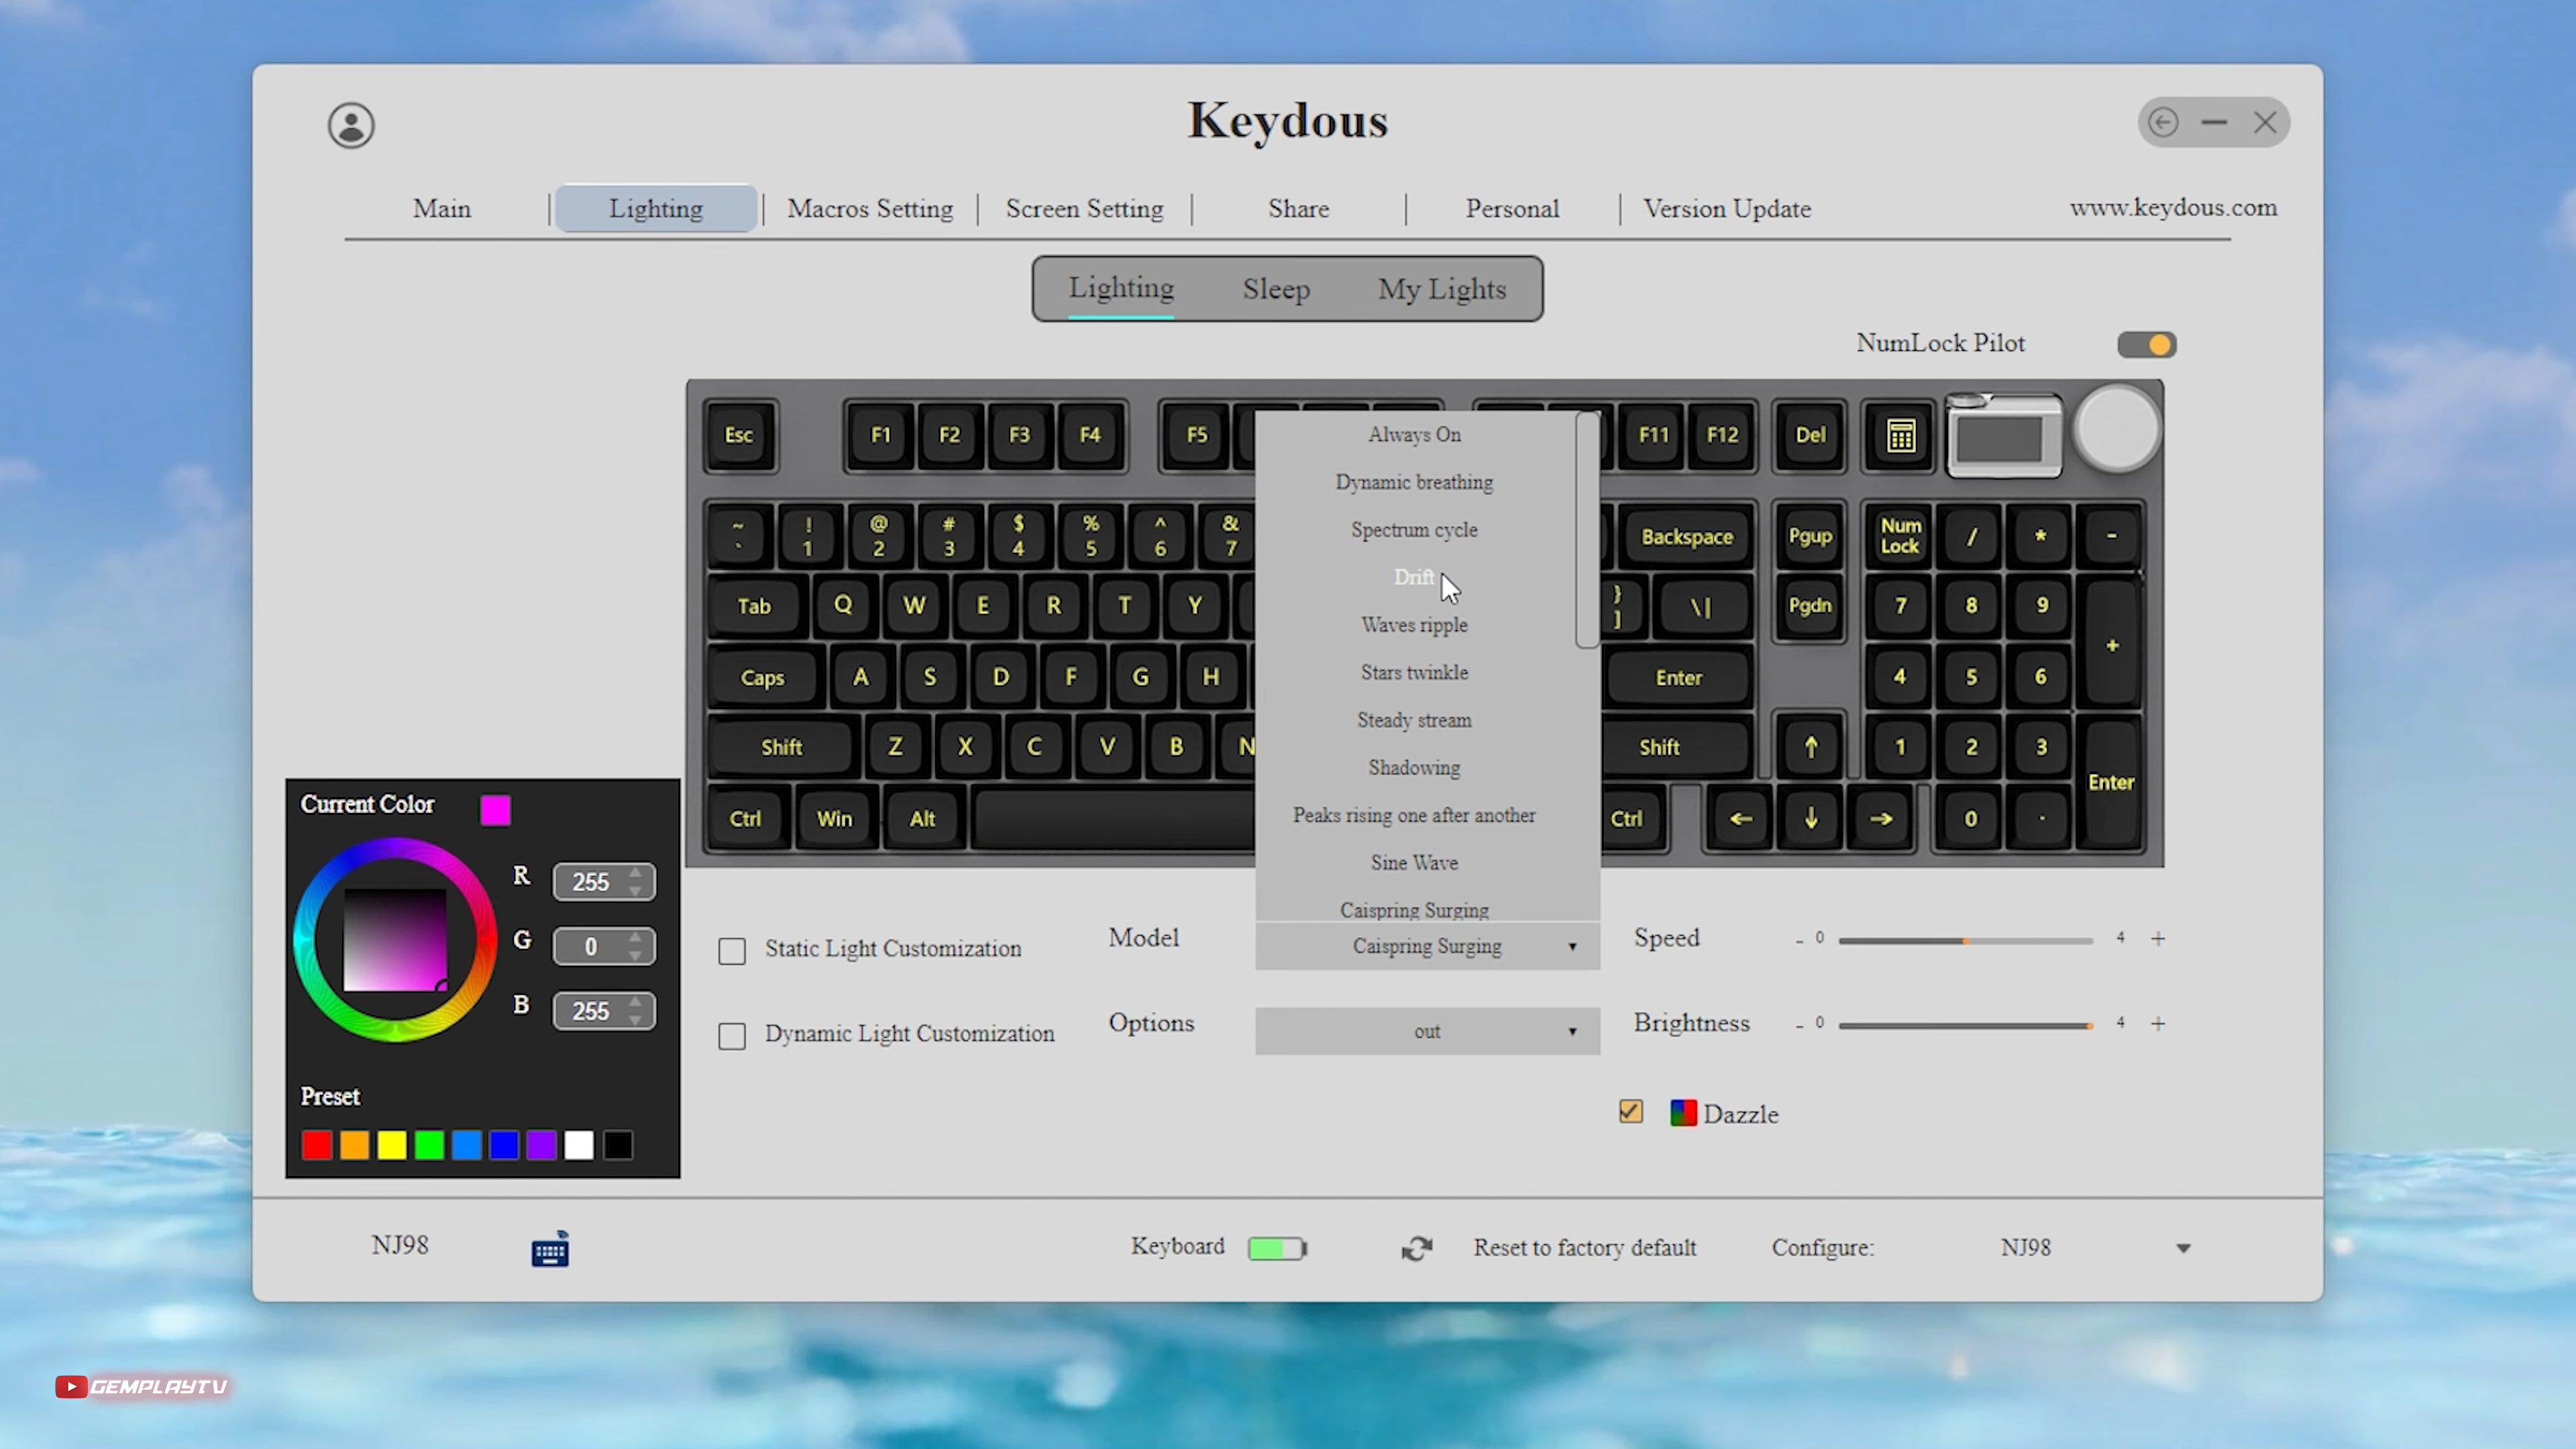 Keydous
Main
Lighting
Macros Setting
Screen Setting
Share
Personal
Version Update
www.keydous.com
Lighting
Sleep
My Lights
NumLock Pilot
Esc
F1
F2
F3
F4
F5
F11
F12
Del
~
`
!
1
@
2
#
3
$
4
%
5
^
6
&
7
Backspace
Pgup
Num
Lock
/
*
-
Tab
Q
W
E
R
T
Y
}
]
\|
Pgdn
7
8
9
+
Caps
A
S
D
F
G
H
Enter
4
5
6
Shift
Z
X
C
V
B
N
Shift
↑
1
2
3
Enter
Ctrl
Win
Alt
Ctrl
←
↓
→
0
.
Always On
Dynamic breathing
Spectrum cycle
Drift
Waves ripple
Stars twinkle
Steady stream
Shadowing
Peaks rising one after another
Sine Wave
Caispring Surging
Current Color
R
255
G
0
B
255
Preset
Static Light Customization
Model
Caispring Surging
Speed
- 0
4 +
Dynamic Light Customization
Options
out
Brightness
- 0
4 +
Dazzle
NJ98
Keyboard
Reset to factory default
Configure:
NJ98
GEMPLAYTV